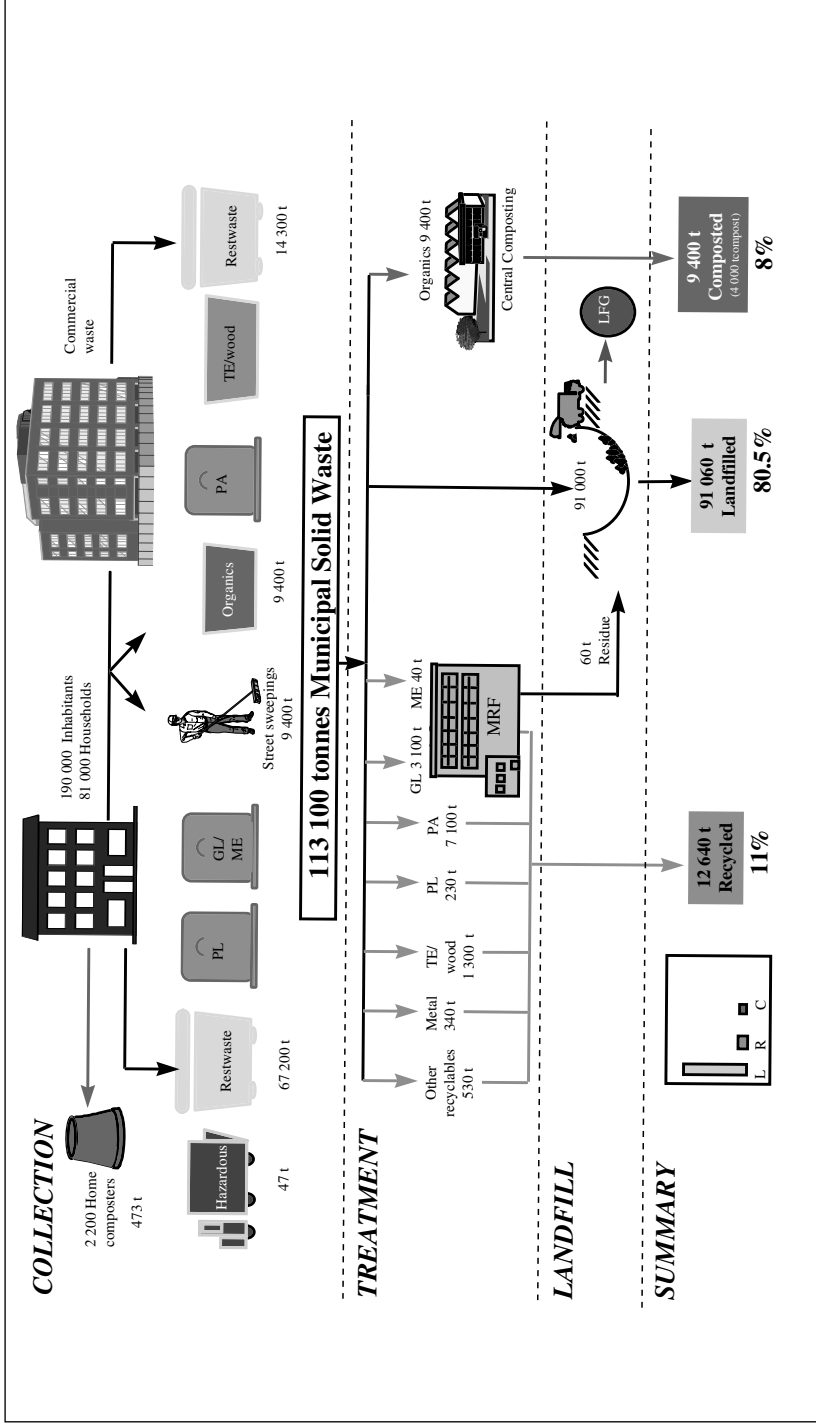 COLLECTION
2 200 Home
composters
473 t
190 000 Inhabitants
81 000 Households
Commercial
waste
Hazardous
47 t
Restwaste
67 200 t
PL
GL/
ME
Street sweepings
9 400 t
Organics
9 400 t
PA
TE/wood
Restwaste
14 300 t
113 100 tonnes Municipal Solid Waste
TREATMENT
Other
recyclables
530 t
Metal
340 t
TE/
wood
1 300 t
PL
230 t
PA
7 100 t
GL 3 100 t
ME 40 t
MRF
Organics 9 400 t
Central Composting
LANDFILL
60 t
Residue
91 000 t
LFG
SUMMARY
L R C
12 640 t
Recycled
11%
91 060 t
Landfilled
80.5%
9 400 t
Composted
(4 000 tcompost)
8%